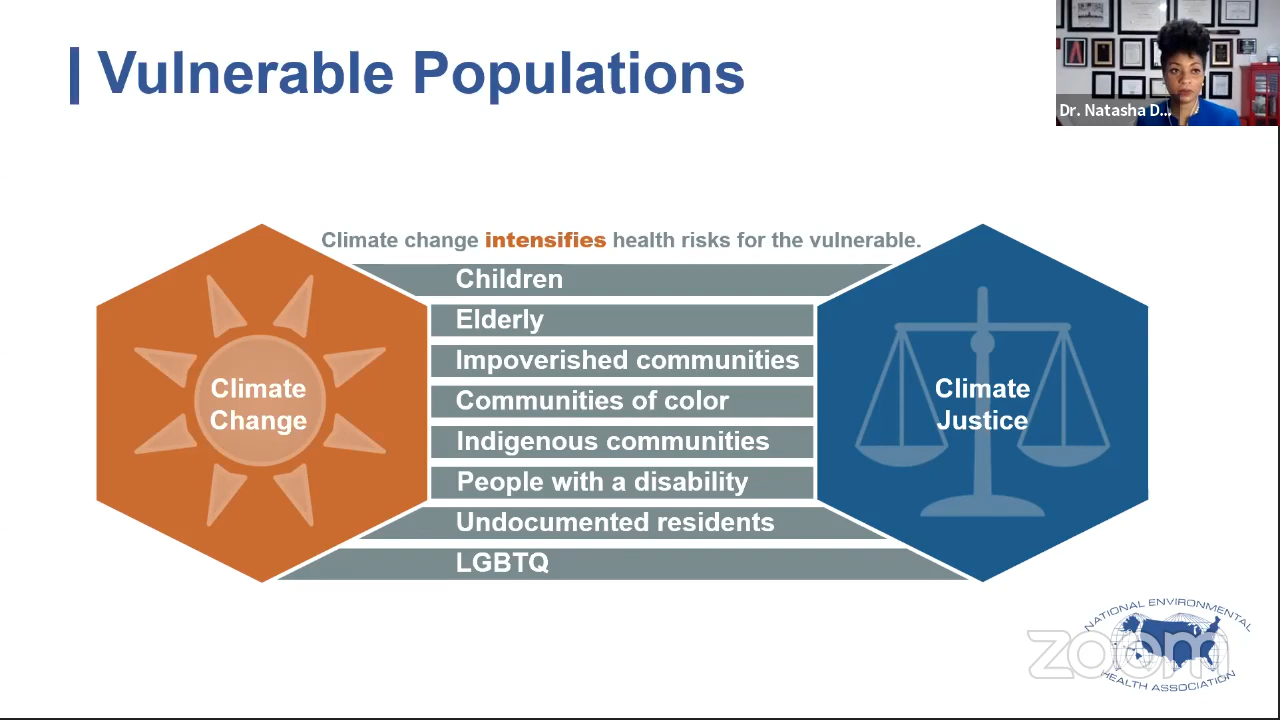 Vulnerable Populations
Dr. Natasha D...
Climate change intensifies health risks for the vulnerable.
Children
Elderly
Impoverished communities
Communities of color
Indigenous communities
People with a disability
Undocumented residents
LGBTQ
Climate
Change
Climate
Justice
NATIONAL ENVIRONMENTAL
zoom
HEALTH ASSOCIATION